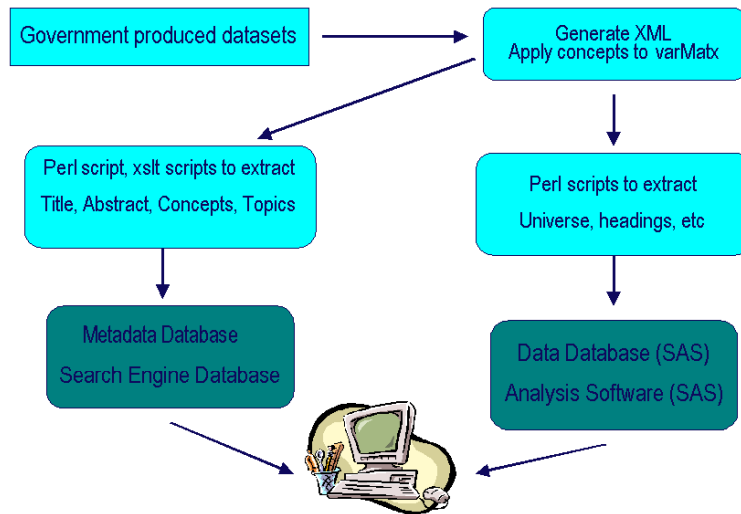 Government produced datasets
Generate XML
Apply concepts to varMatx
Perl script, xslt scripts to extract
Title, Abstract, Concepts, Topics
Perl scripts to extract
Universe, headings, etc
Metadata Database
Search Engine Database
Data Database (SAS)
Analysis Software (SAS)